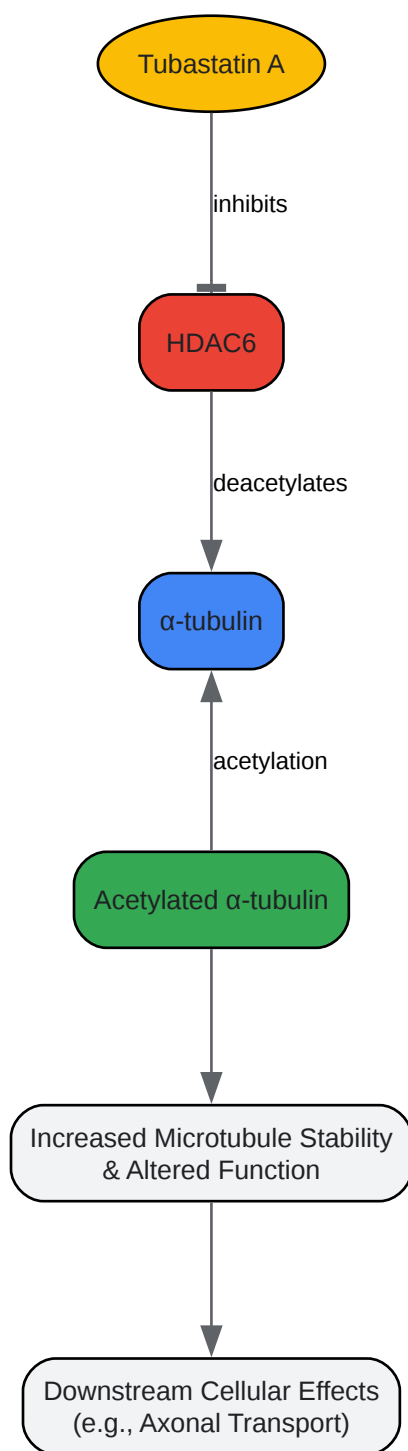 Tubastatin A
inhibits
HDAC6
deacetylates
α-tubulin
acetylation
Acetylated α-tubulin
Increased Microtubule Stability
& Altered Function
Downstream Cellular Effects
(e.g., Axonal Transport)